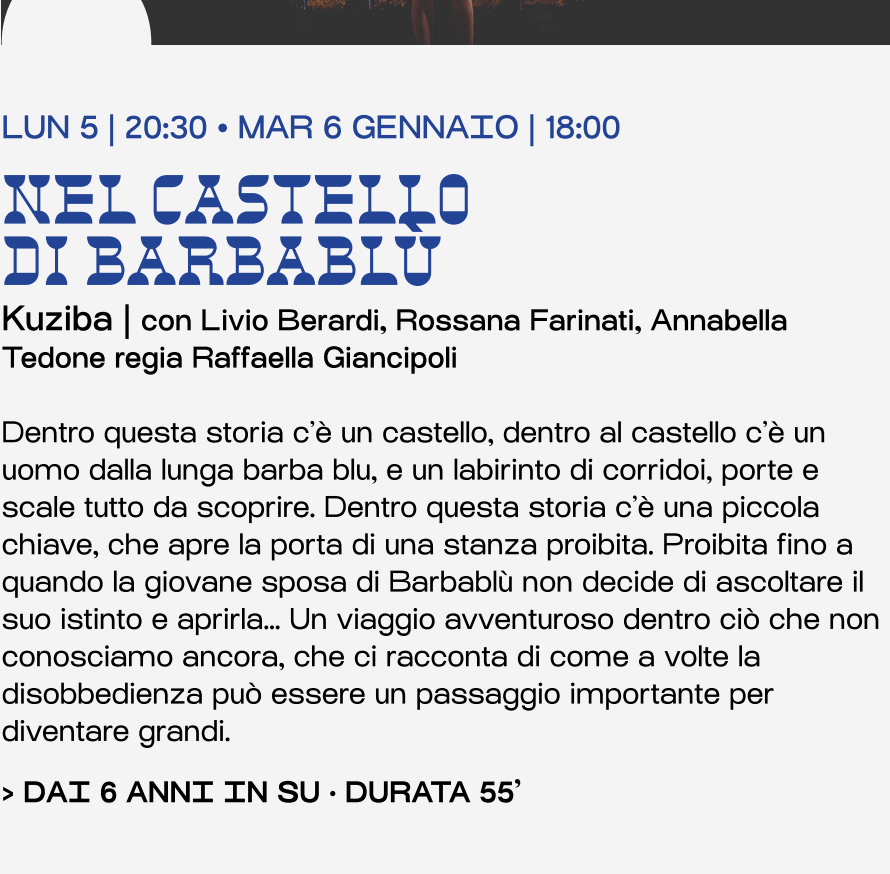 LUN 5 | 20:30 • MAR 6 GENNAIO | 18:00
NEL CASTELLO
DI BARBABLÙ
Kuziba | con Livio Berardi, Rossana Farinati, Annabella
Tedone regia Raffaella Giancipoli
Dentro questa storia c’è un castello, dentro al castello c’è un
uomo dalla lunga barba blu, e un labirinto di corridoi, porte e
scale tutto da scoprire. Dentro questa storia c’è una piccola
chiave, che apre la porta di una stanza proibita. Proibita fino a
quando la giovane sposa di Barbablù non decide di ascoltare il
suo istinto e aprirla... Un viaggio avventuroso dentro ciò che non
conosciamo ancora, che ci racconta di come a volte la
disobbedienza può essere un passaggio importante per
diventare grandi.
> DAI 6 ANNI IN SU · DURATA 55’